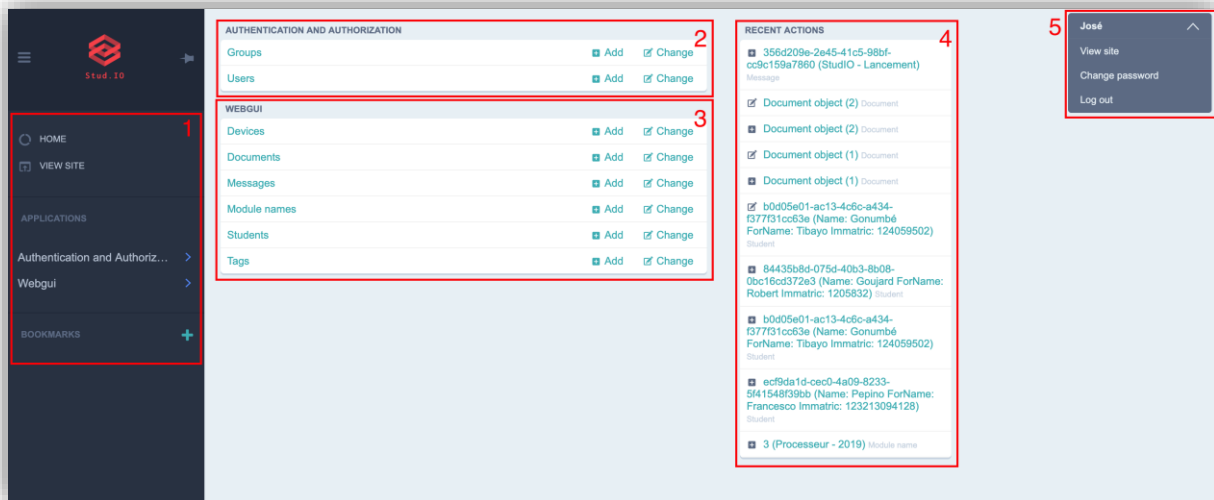 Stud.IO
1
HOME
VIEW SITE
APPLICATIONS
Authentication and Authoriz...
Webgui
BOOKMARKS
AUTHENTICATION AND AUTHORIZATION
2
Groups Add Change
Users Add Change
WEBGUI
3
Devices Add Change
Documents Add Change
Messages Add Change
Module names Add Change
Students Add Change
Tags Add Change
RECENT ACTIONS
4
356d209e-2e45-41c5-98bf-
cc9c159a7860 (StudIO - Lancement)
Message
Document object (2) Document
Document object (2) Document
Document object (1) Document
Document object (1) Document
b0d05e01-ac13-4c6c-a434-
f377f31cc63e (Name: Gonumbé
ForName: Tibayo Immatric: 124059502)
Student
84435b8d-075d-40b3-8b08-
0bc16cd372e3 (Name: Goujard ForName:
Robert Immatric: 1205832) Student
b0d05e01-ac13-4c6c-a434-
f377f31cc63e (Name: Gonumbé
ForName: Tibayo Immatric: 124059502)
Student
ecf9da1d-cec0-4a09-8233-
5f41548f39bb (Name: Pepino ForName:
Francesco Immatric: 123213094128)
Student
3 (Processeur - 2019) Module name
5
José
View site
Change password
Log out